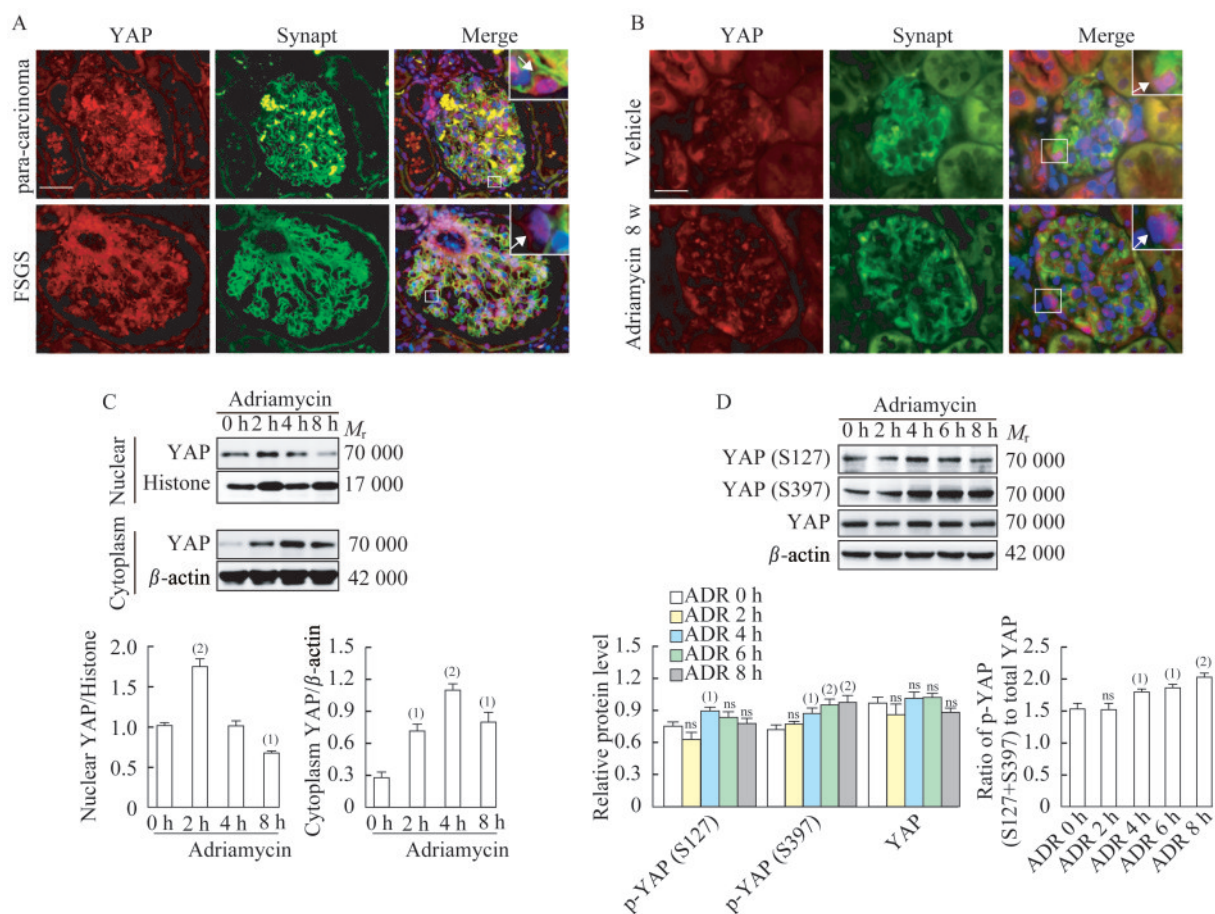 A
YAP
Synapt
Merge
para-carcinoma
FSGS
B
YAP
Synapt
Merge
Vehicle
Adriamycin 8 w
C
Adriamycin
0 h 2 h 4 h 8 h
Mr
Nuclear
YAP
70 000
Histone
17 000
Cytoplasm
YAP
70 000
β-actin
42 000
Nuclear YAP/Histone
2.0
1.5
1.0
0.5
0
(2)
(1)
0 h
2 h
4 h
8 h
Adriamycin
Cytoplasm YAP/β-actin
1.5
1.2
0.9
0.6
0.3
0
(1)
(2)
(1)
0 h
2 h
4 h
8 h
Adriamycin
D
Adriamycin
0 h 2 h 4 h 6 h 8 h
Mr
YAP (S127)
70 000
YAP (S397)
70 000
YAP
70 000
β-actin
42 000
ADR 0 h
ADR 2 h
ADR 4 h
ADR 6 h
ADR 8 h
Relative protein level
1.5
1.2
0.9
0.6
0.3
0
ns
(1)
ns
ns
ns
(1)
(2)
(2)
ns
ns
ns
ns
p-YAP (S127)
p-YAP (S397)
YAP
Ratio of p-YAP
(S127+S397) to total YAP
2.5
2.0
1.5
1.0
0.5
0
ns
(1)
(1)
(2)
ADR 0 h
ADR 2 h
ADR 4 h
ADR 6 h
ADR 8 h